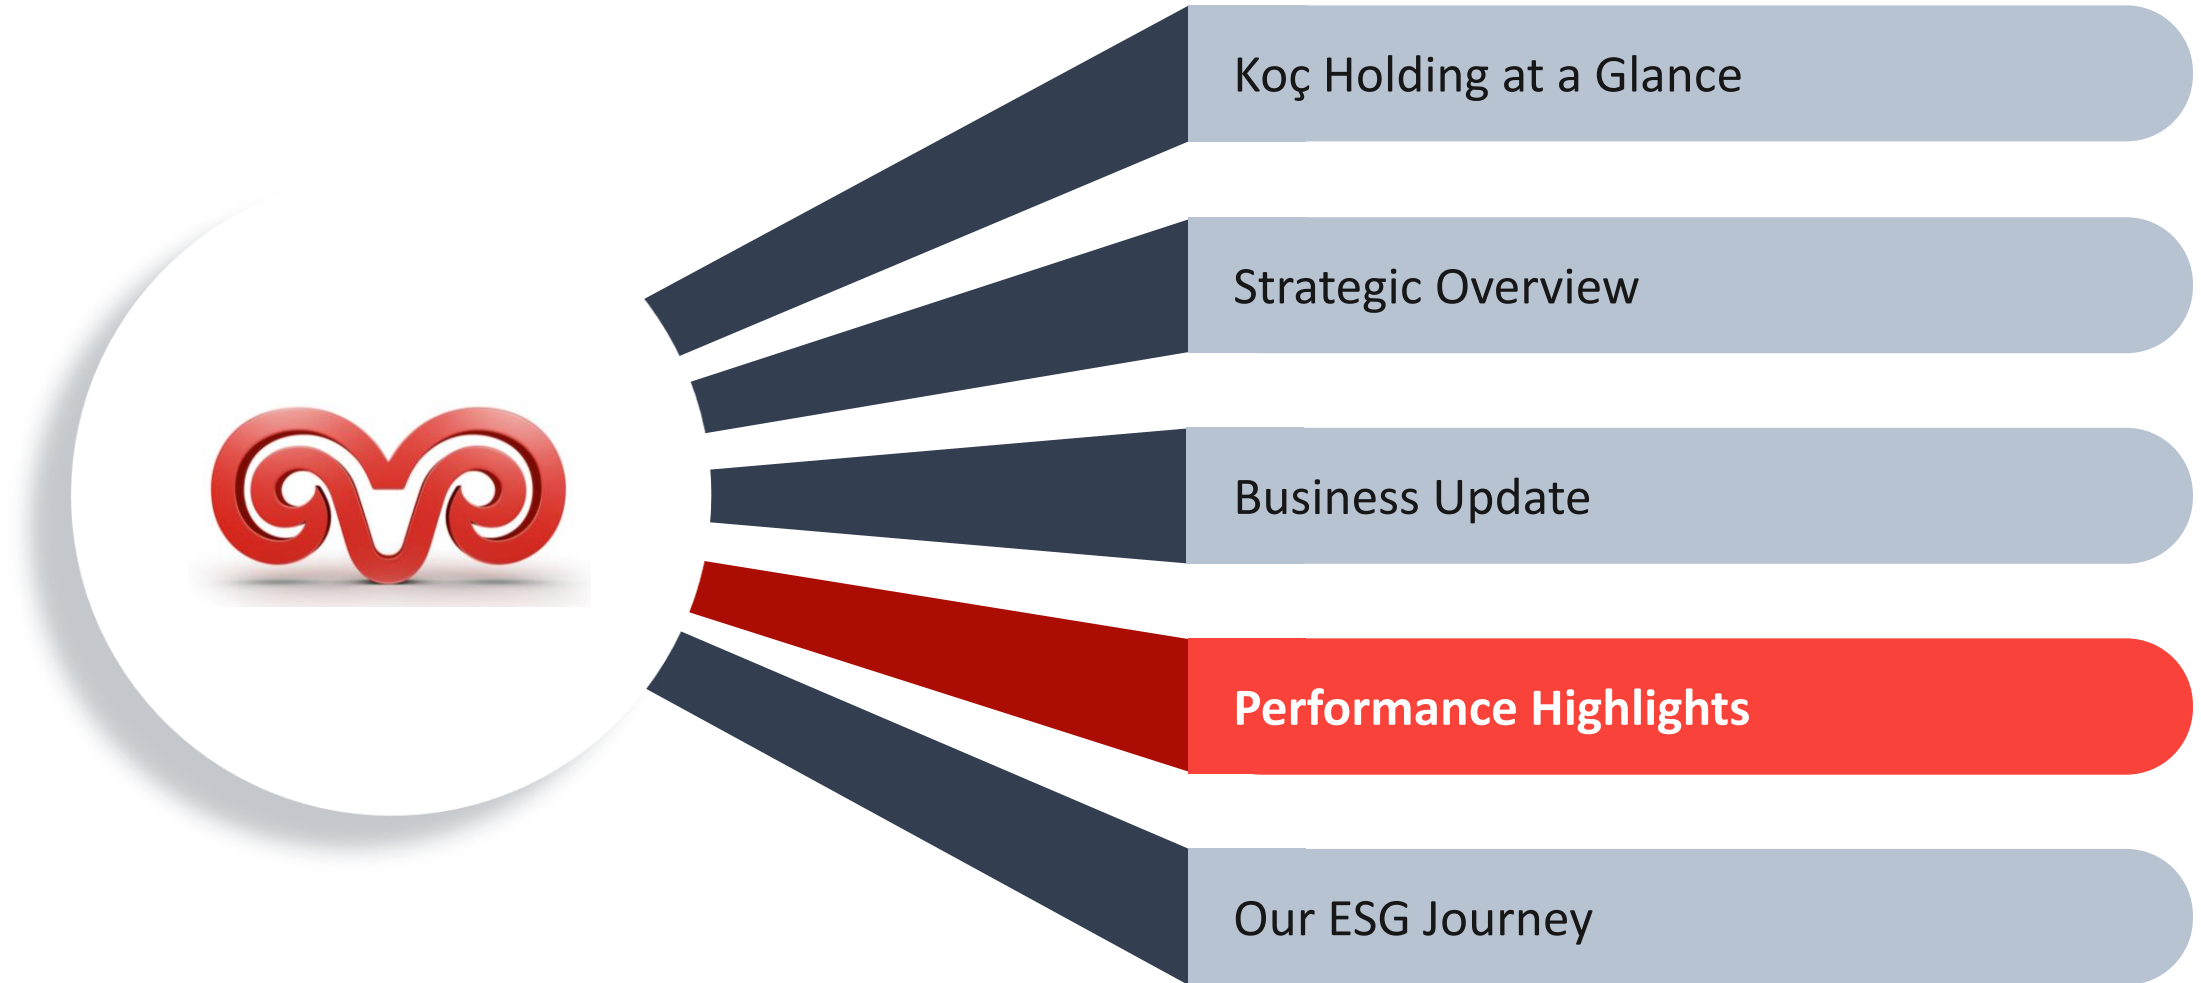 Koç Holding at a Glance
Strategic Overview
Business Update
Performance Highlights
Our ESG Journey